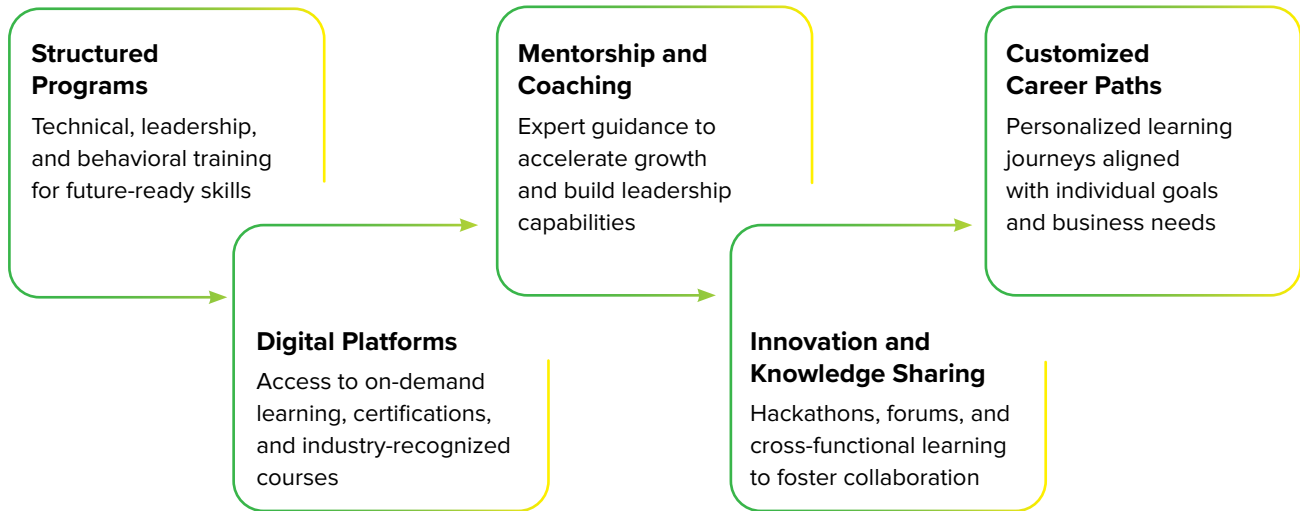 Structured
Programs
Technical, leadership,
and behavioral training
for future-ready skills
Digital Platforms
Access to on-demand
learning, certifications,
and industry-recognized
courses
Mentorship and
Coaching
Expert guidance to
accelerate growth
and build leadership
capabilities
Innovation and
Knowledge Sharing
Hackathons, forums, and
cross-functional learning
to foster collaboration
Customized
Career Paths
Personalized learning
journeys aligned
with individual goals
and business needs